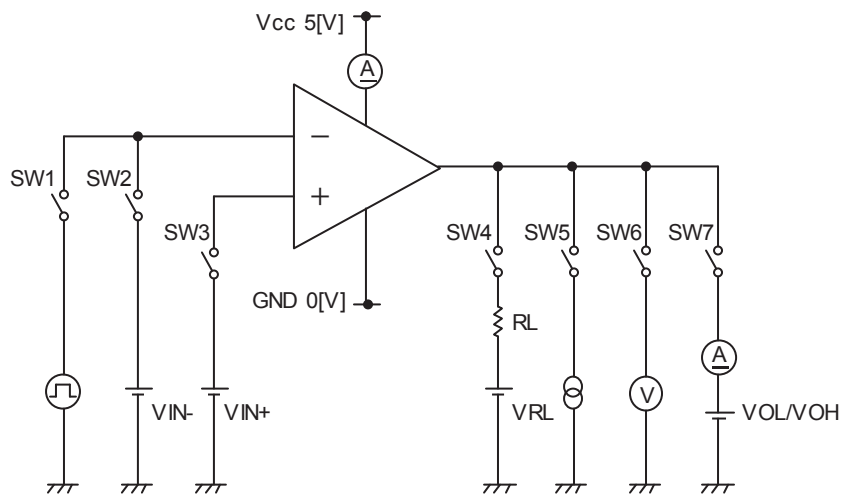 Vcc 5[V]
A
−
+
SW1
SW2
SW3
SW4
SW5
SW6
SW7
GND 0[V]
RL
A
VIN-
VIN+
VRL
V
VOL/VOH